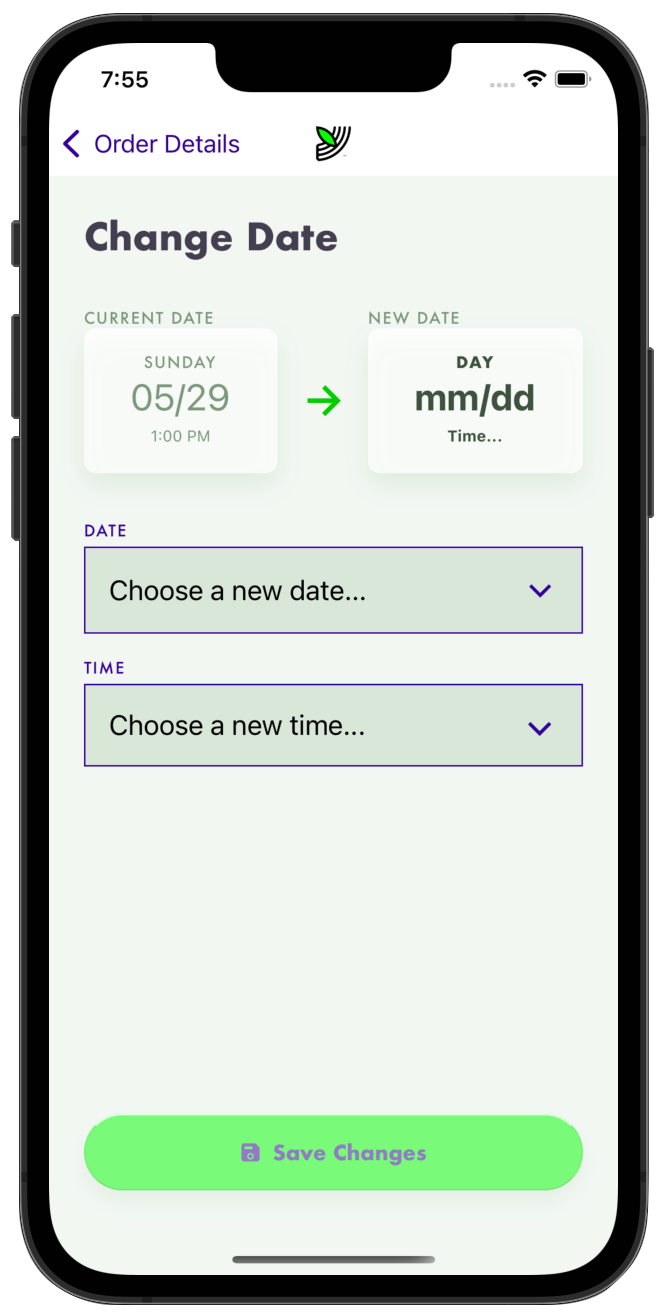 7:55
Order Details
Change Date
CURRENT DATE
NEW DATE
SUNDAY
05/29
1:00 PM
DAY
mm/dd
Time...
DATE
Choose a new date...
TIME
Choose a new time...
Save Changes